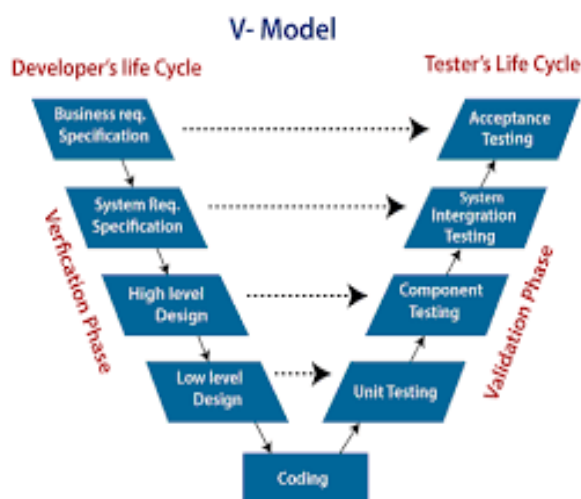 V- Model
Developer's life Cycle
Tester's Life Cycle
Business req.
Specification
Acceptance
Testing
System Req.
Specification
System
Intergration
Testing
Verfication Phase
High level
Design
Component
Testing
Validation Phase
Low level
Design
Unit Testing
Coding